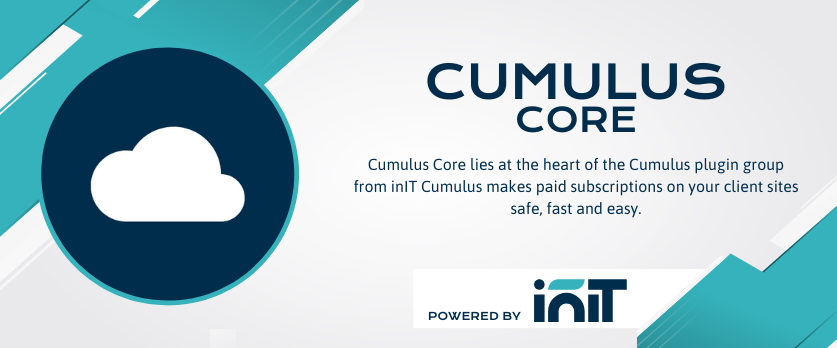 CUMULUS
CORE
Cumulus Core lies at the heart of the Cumulus plugin group
from inIT Cumulus makes paid subscriptions on your client sites
safe, fast and easy.
POWERED BY inIT